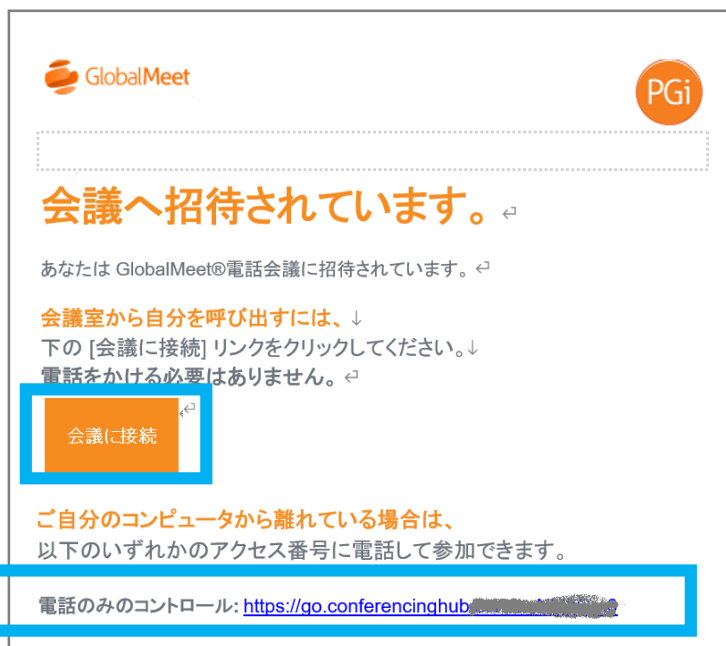 GlobalMeet
PGi
会議へ招待されています。
あなたは GlobalMeet®電話会議に招待されています。
会議室から自分を呼び出すには、
下の [会議に接続] リンクをクリックしてください。
電話をかける必要はありません。
会議に接続
ご自分のコンピュータから離れている場合は、
以下のいずれかのアクセス番号に電話して参加できます。
電話のみのコントロール: https://go.conferencinghub